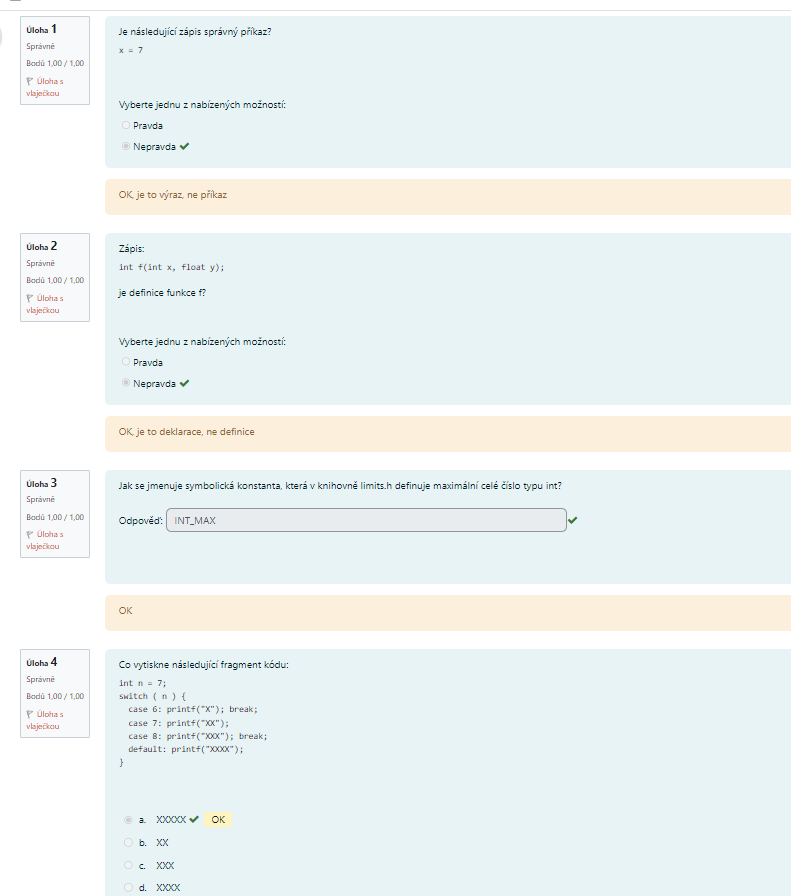 Úloha 1
Správně
Bodů 1,00 / 1,00
Úloha s
vlaječkou
Je následující zápis správný příkaz?
x = 7
Vyberte jednu z nabízených možností:
Pravda
Nepravda
OK, je to výraz, ne příkaz
Úloha 2
Správně
Bodů 1,00 / 1,00
Úloha s
vlaječkou
Zápis:
int f(int x, float y);
je definice funkce f?
Vyberte jednu z nabízených možností:
Pravda
Nepravda
OK, je to deklarace, ne definice
Úloha 3
Správně
Bodů 1,00 / 1,00
Úloha s
vlaječkou
Jak se jmenuje symbolická konstanta, která v knihovně limits.h definuje maximální celé číslo typu int?
Odpověď: INT_MAX
OK
Úloha 4
Správně
Bodů 1,00 / 1,00
Úloha s
vlaječkou
Co vytiskne následující fragment kódu:
int n = 7;
switch ( n ) {
case 6: printf("X"); break;
case 7: printf("XX");
case 8: printf("XXX"); break;
default: printf("XXXX");
}
a. XXXXX OK
b. XX
c. XXX
d. XXXX